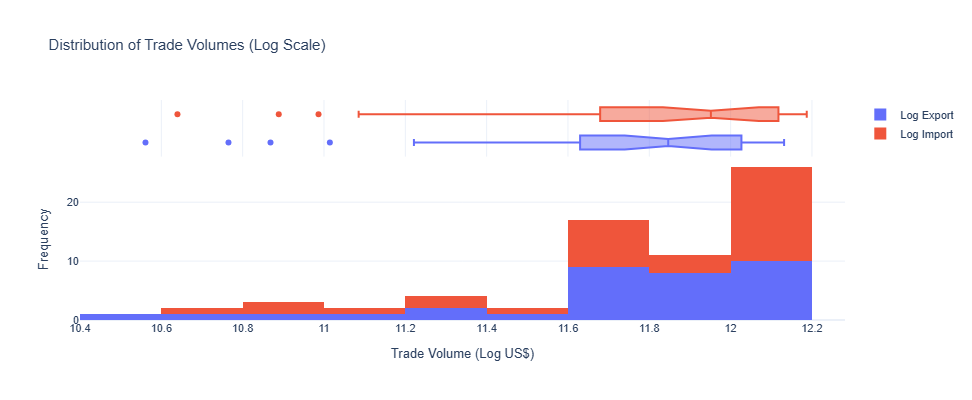 Distribution of Trade Volumes (Log Scale)
Log Export
Log Import
20
10
0
Frequency
10.4 10.6 10.8 11 11.2 11.4 11.6 11.8 12 12.2
Trade Volume (Log US$)